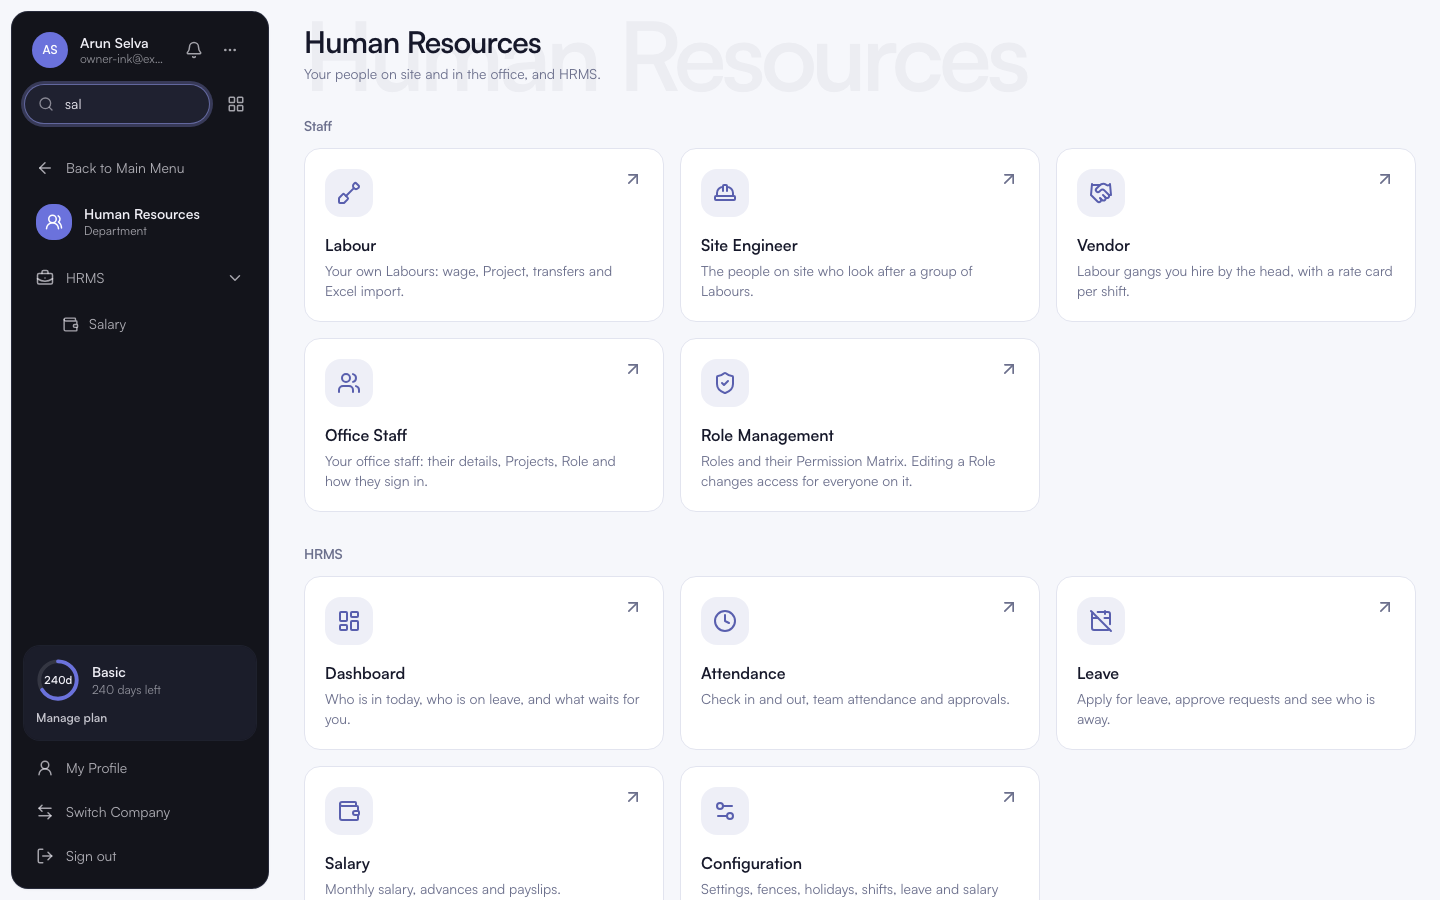 AS
Arun Selva
owner-ink@ex...
sal
Back to Main Menu
Human Resources
Department
HRMS
Salary
240d
Basic
240 days left
Manage plan
My Profile
Switch Company
Sign out
Human Resources
Human Resources
Your people on site and in the office, and HRMS.
Staff
Labour
Your own Labours: wage, Project, transfers and
Excel import.
Site Engineer
The people on site who look after a group of
Labours.
Vendor
Labour gangs you hire by the head, with a rate card
per shift.
Office Staff
Your office staff: their details, Projects, Role and
how they sign in.
Role Management
Roles and their Permission Matrix. Editing a Role
changes access for everyone on it.
HRMS
Dashboard
Who is in today, who is on leave, and what waits for
you.
Attendance
Check in and out, team attendance and approvals.
Leave
Apply for leave, approve requests and see who is
away.
Salary
Monthly salary, advances and payslips.
Configuration
Settings, fences, holidays, shifts, leave and salary